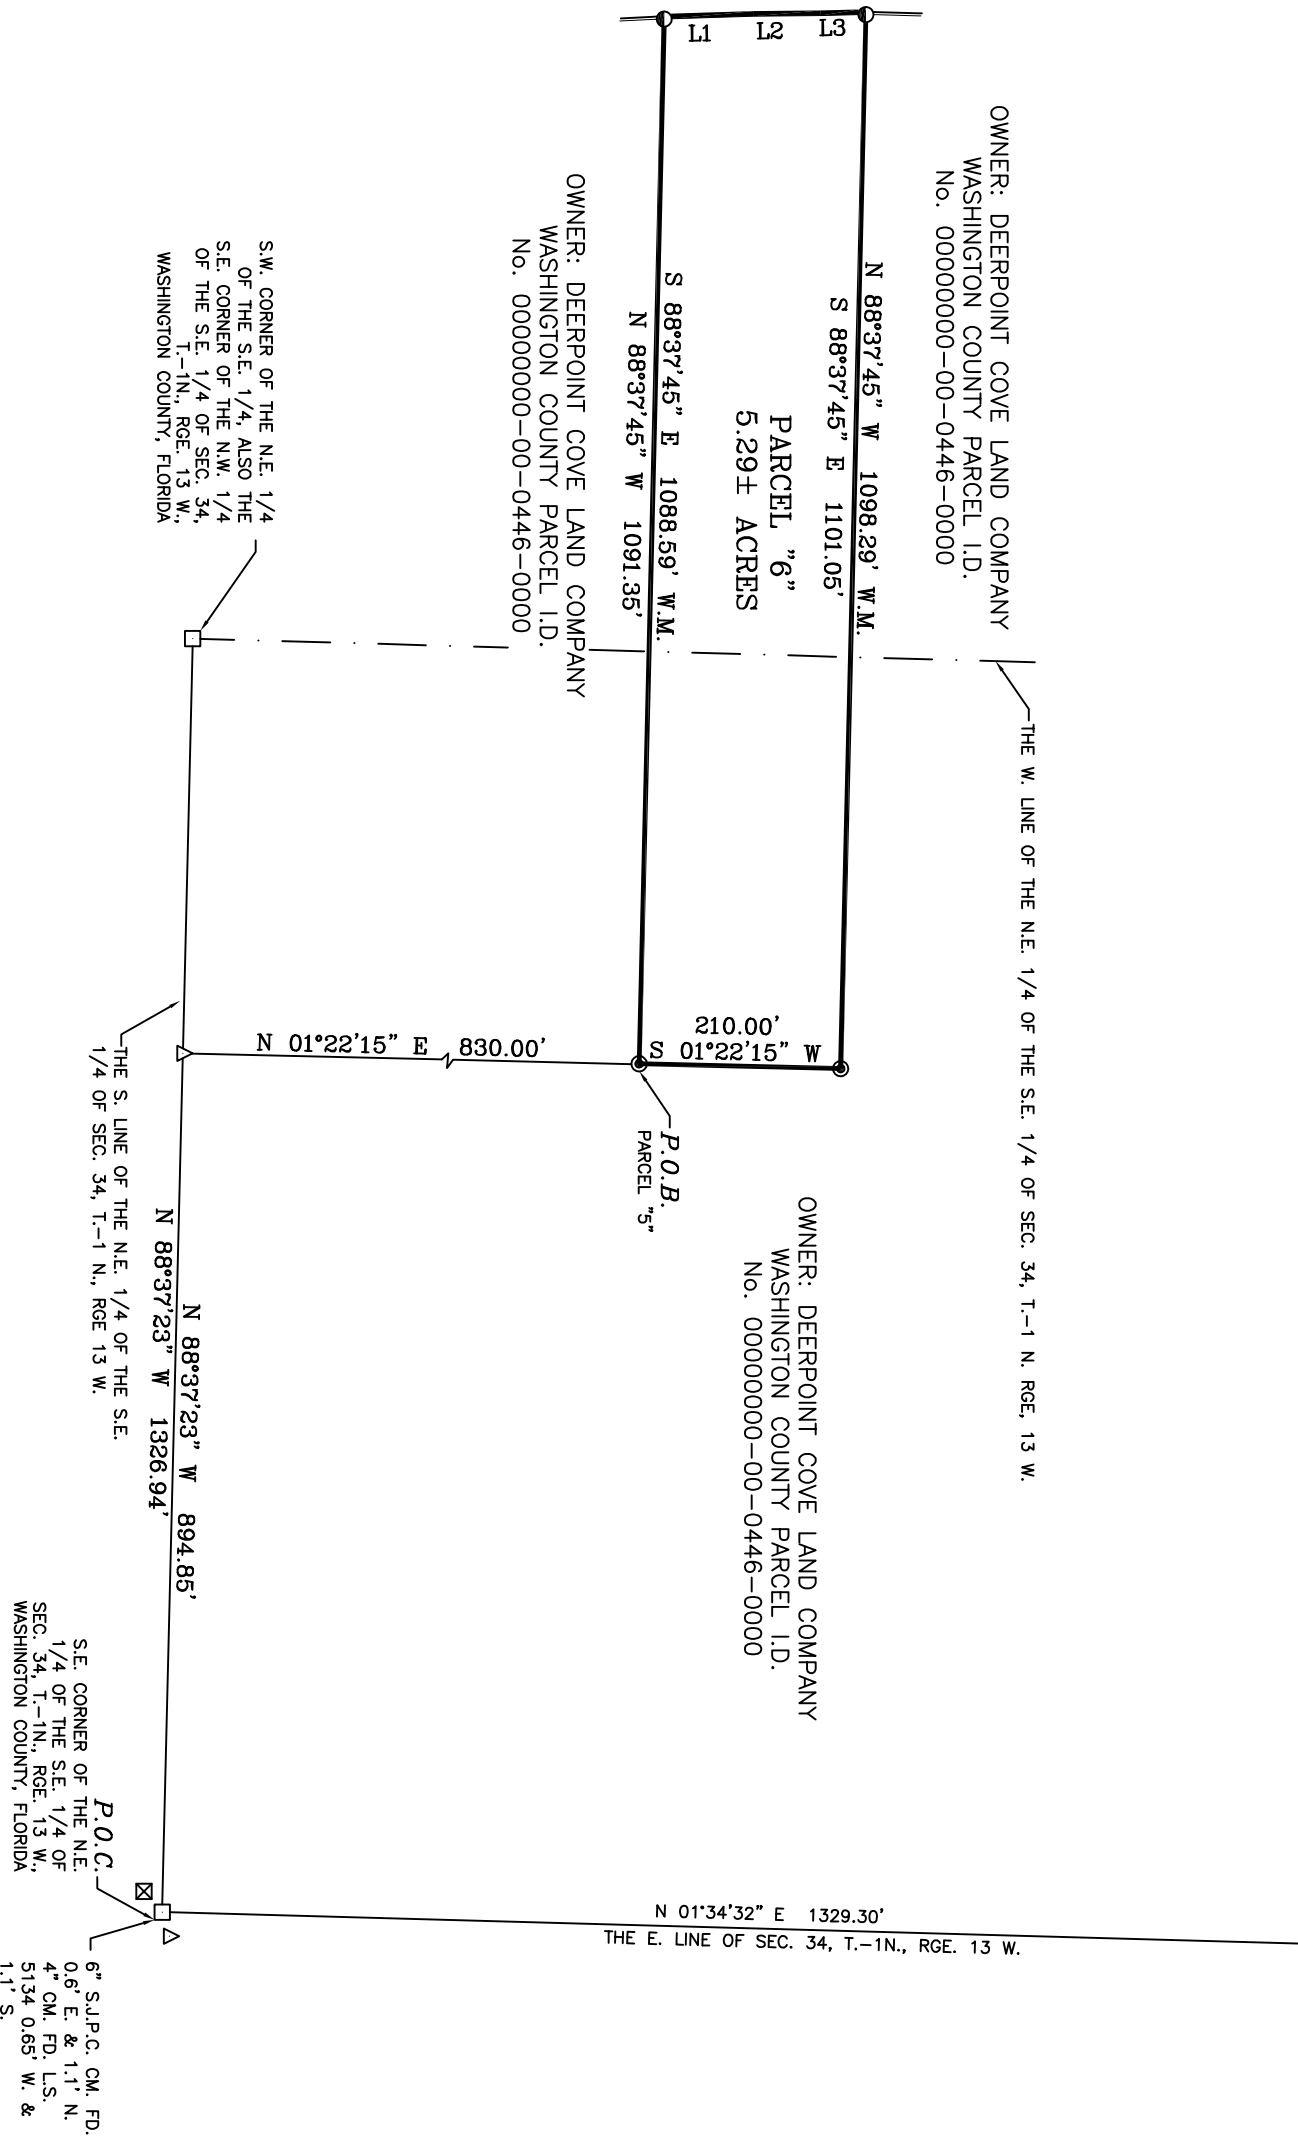 L1
L2
L3
OWNER: DEERPOINT COVE LAND COMPANY
WASHINGTON COUNTY PARCEL I.D.
No. 0000000-00-0446-0000
N 88°37'45" W 1098.29' W.M.
S 88°37'45" E 1101.05'
PARCEL "6"
5.29± ACRES
S 88°37'45" E 1088.59' W.M.
N 88°37'45" W 1091.35'
OWNER: DEERPOINT COVE LAND COMPANY
WASHINGTON COUNTY PARCEL I.D.
No. 0000000-00-0446-0000
S.W. CORNER OF THE N.E. 1/4
OF THE S.E. 1/4, ALSO THE
S.E. CORNER OF THE N.W. 1/4
OF THE S.E. 1/4 OF SEC. 34,
T.-1N., RGE. 13 W.,
WASHINGTON COUNTY, FLORIDA
THE W. LINE OF THE N.E. 1/4 OF THE S.E. 1/4 OF SEC. 34, T.-1 N. RGE, 13 W.
210.00'
S 01°22'15" W
N 01°22'15" E 830.00'
P.O.B.
PARCEL "5"
OWNER: DEERPOINT COVE LAND COMPANY
WASHINGTON COUNTY PARCEL I.D.
No. 00000000-00-0446-0000
THE S. LINE OF THE N.E. 1/4 OF THE S.E.
1/4 OF SEC. 34, T.-1 N., RGE 13 W.
N 88°37'23" W 894.85'
N 88°37'23" W 1326.94'
P.O.C.
S.E. CORNER OF THE N.E.
1/4 OF THE S.E. 1/4 OF
SEC. 34, T.-1N., RGE. 13 W.,
WASHINGTON COUNTY, FLORIDA
N 01°34'32" E 1329.30'
THE E. LINE OF SEC. 34, T.-1N., RGE. 13 W.
6" S.J.P.C. CM. FD.
0.6' E. & 1.1' N.
4" CM. FD. L.S.
5134 0.65' W. &
1.1' S.